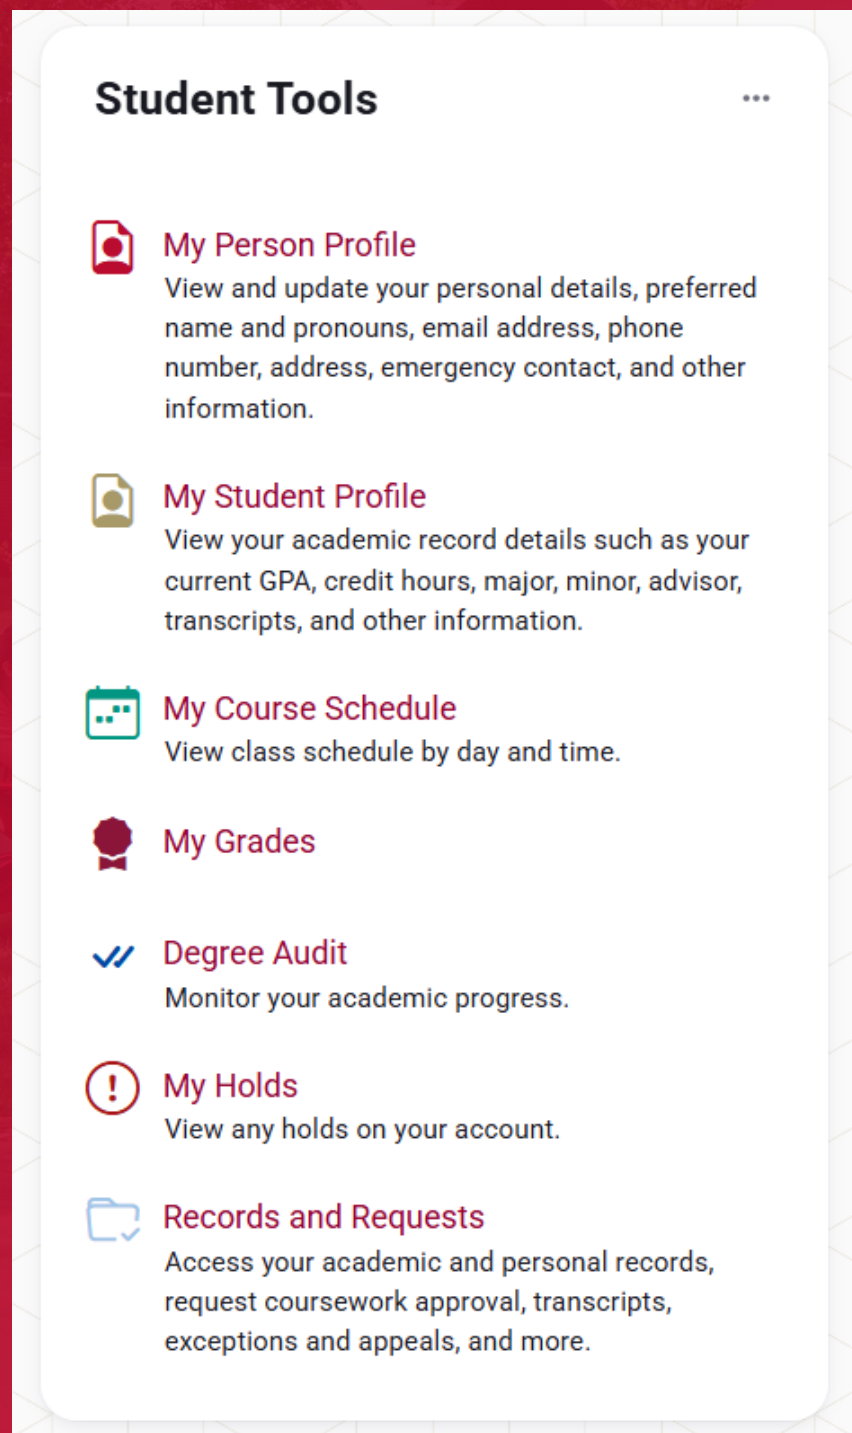 Student Tools
My Person Profile
View and update your personal details, preferred
name and pronouns, email address, phone
number, address, emergency contact, and other
information.
My Student Profile
View your academic record details such as your
current GPA, credit hours, major, minor, advisor,
transcripts, and other information.
My Course Schedule
View class schedule by day and time.
My Grades
Degree Audit
Monitor your academic progress.
My Holds
View any holds on your account.
Records and Requests
Access your academic and personal records,
request coursework approval, transcripts,
exceptions and appeals, and more.